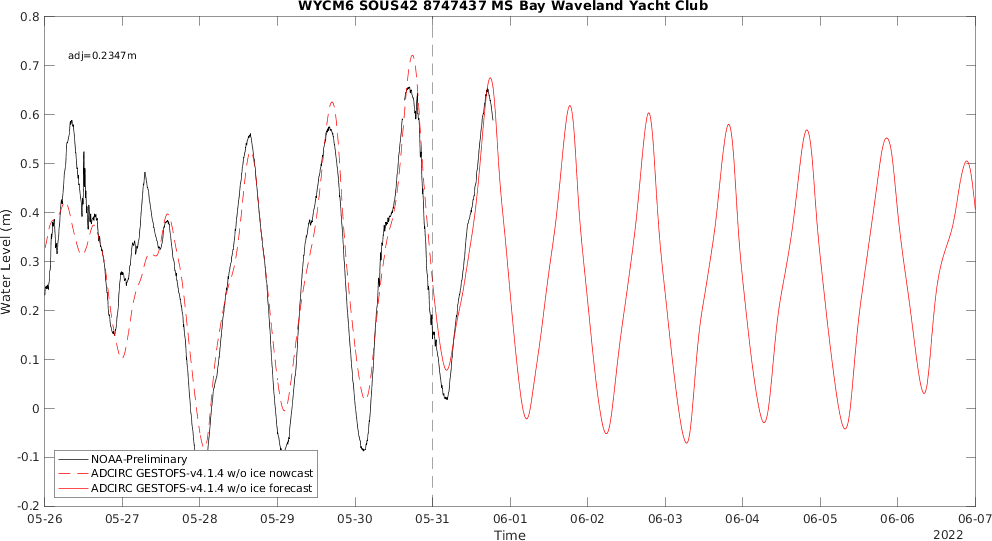 WYCM6 SOUS42 8747437 MS Bay Waveland Yacht Club
adj=0.2347m
Water Level (m)
0.8
0.7
0.6
0.5
0.4
0.3
0.2
0.1
0
-0.1
-0.2
NOAA-Preliminary
ADCIRC GESTOFS-v4.1.4 w/o ice nowcast
ADCIRC GESTOFS-v4.1.4 w/o ice forecast
05-26 05-27 05-28 05-29 05-30 05-31 06-01 06-02 06-03 06-04 06-05 06-06 06-07
Time
2022